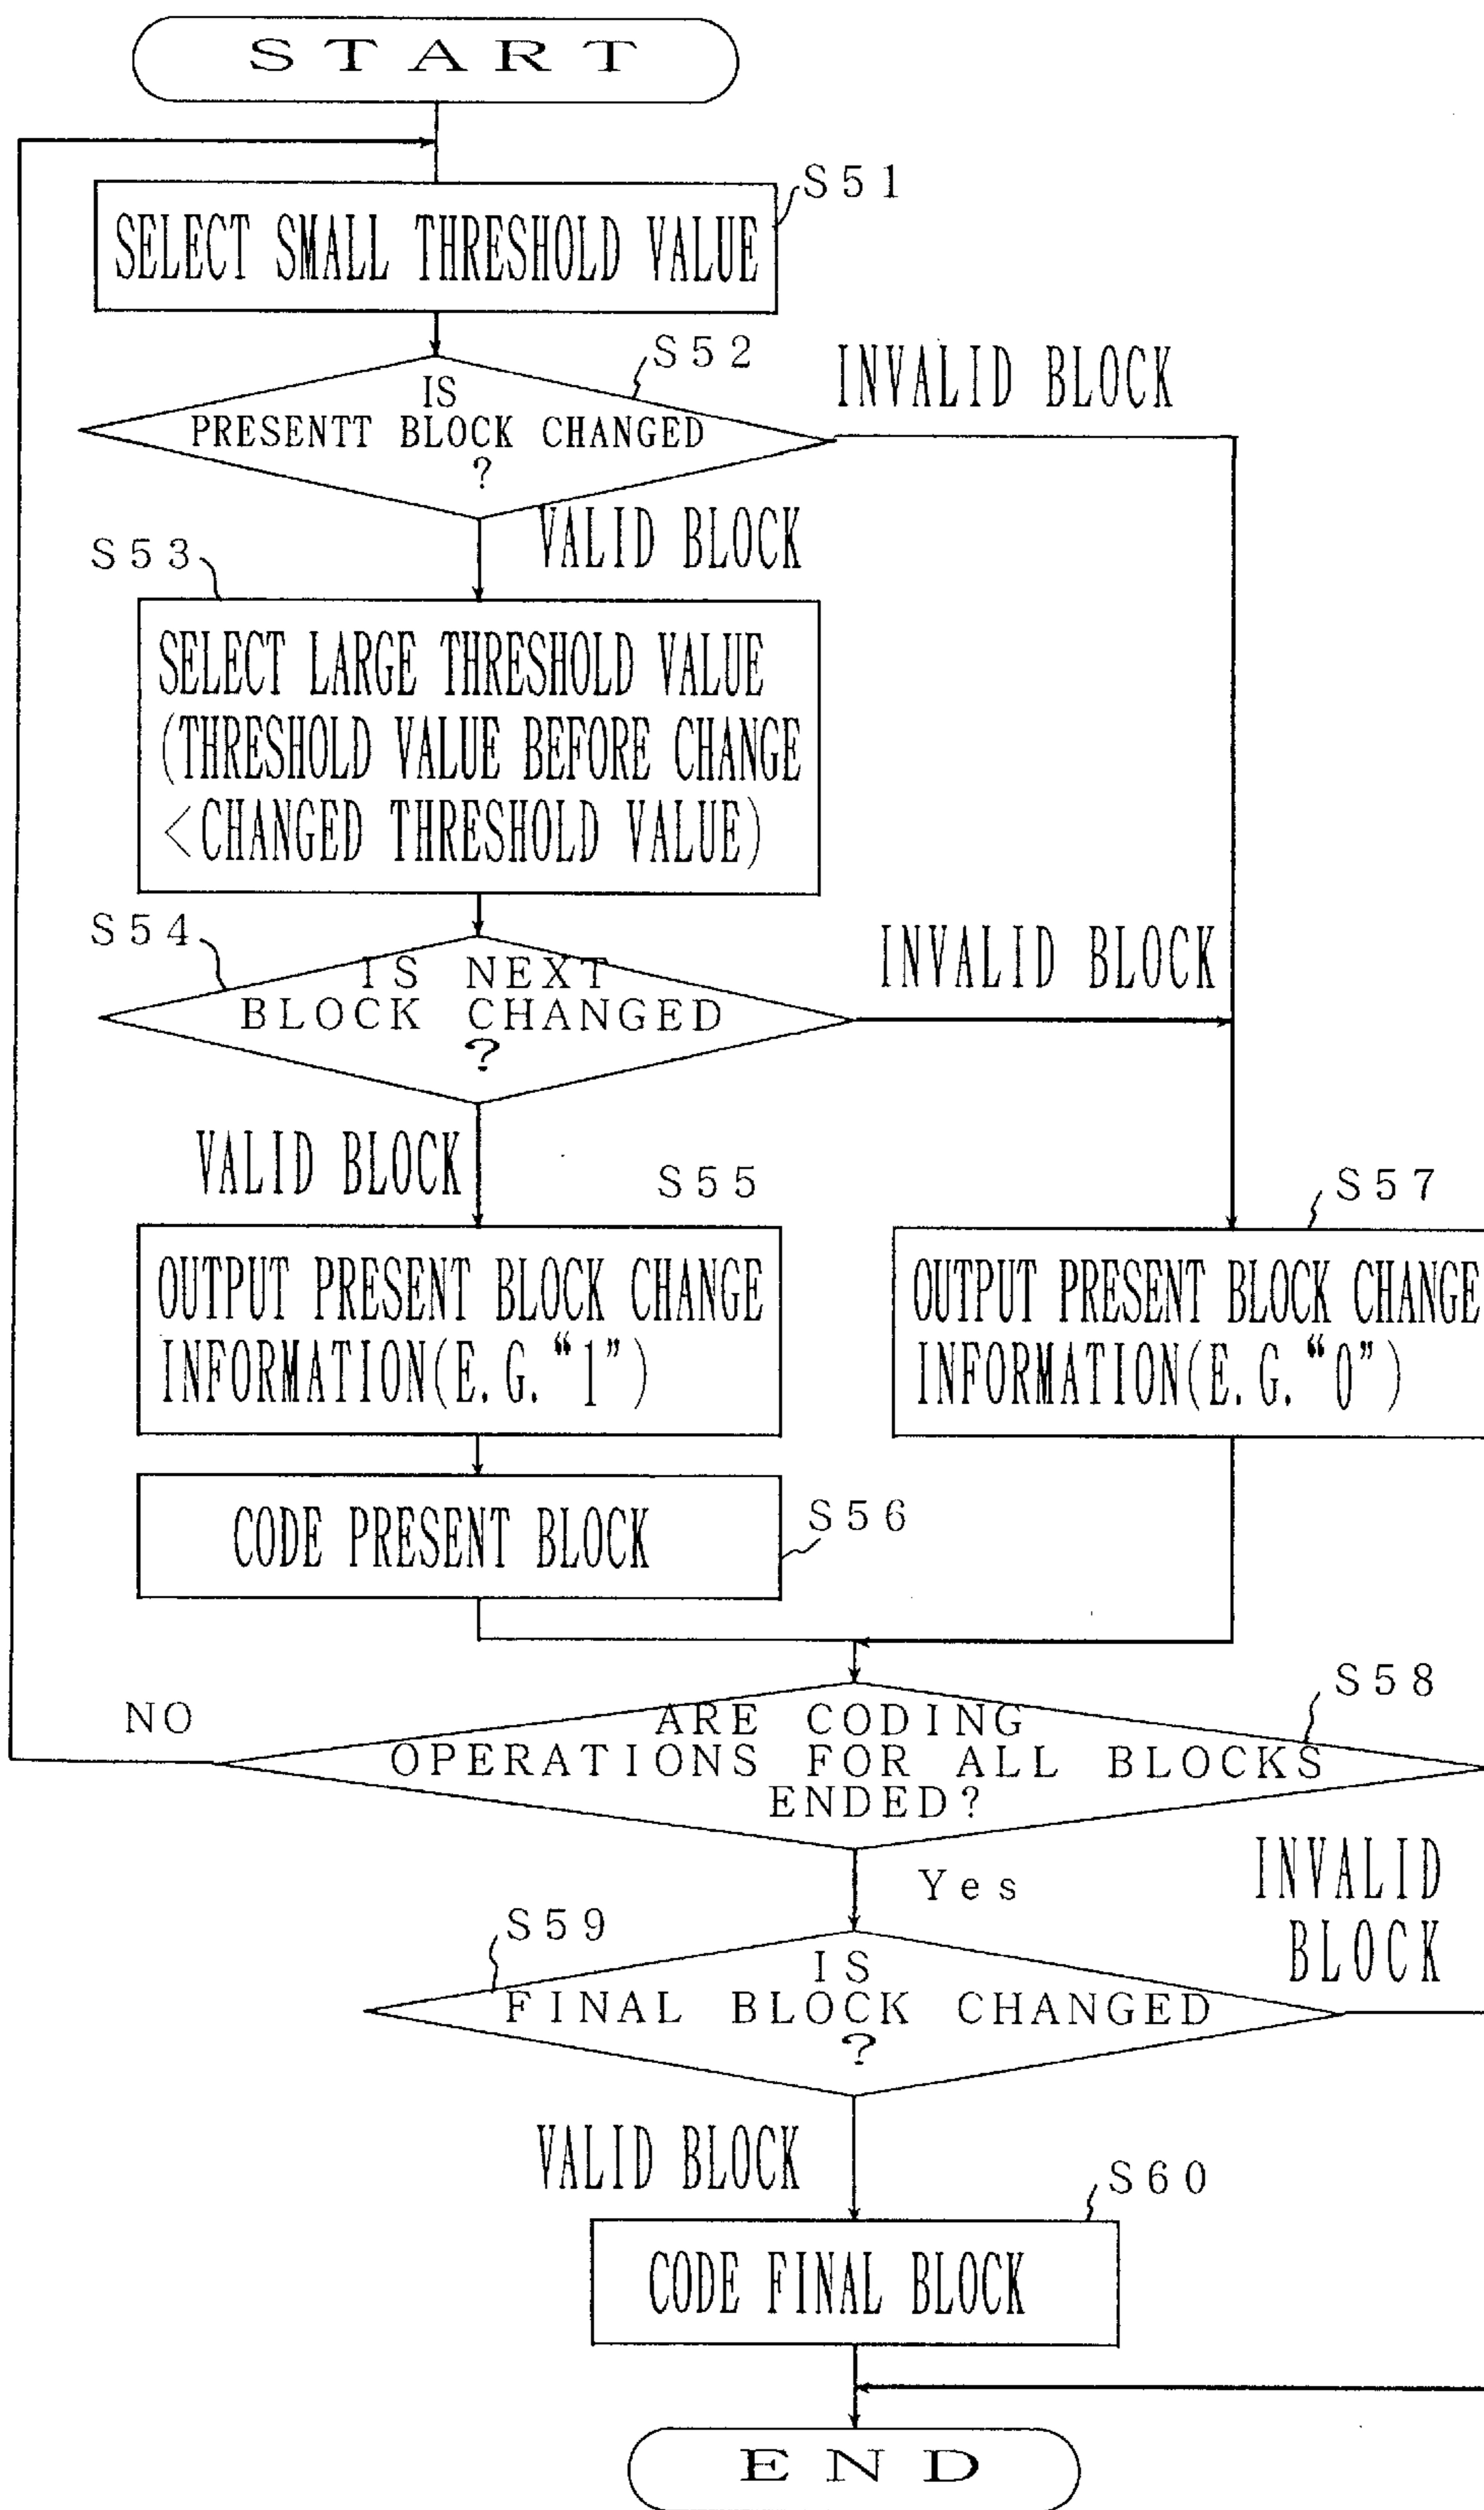 START
S51
SELECT SMALL THRESHOLD VALUE
S52
INVALID BLOCK
IS
PRESENTT BLOCK CHANGED
?
VALID BLOCK
S53
SELECT LARGE THRESHOLD VALUE
(THRESHOLD VALUE BEFORE CHANGE
<CHANGED THRESHOLD VALUE)
S54
INVALID BLOCK
IS NEXT
BLOCK CHANGED
?
VALID BLOCK
S55
S57
OUTPUT PRESENT BLOCK CHANGE
INFORMATION(E.G."1")
OUTPUT PRESENT BLOCK CHANGE
INFORMATION(E.G."0")
CODE PRESENT BLOCK
S56
S58
NO
ARE CODING
OPERATIONS FOR ALL BLOCKS
ENDED?
Yes
INVALID
BLOCK
S59
IS
FINAL BLOCK CHANGED
?
VALID BLOCK
S60
CODE FINAL BLOCK
END